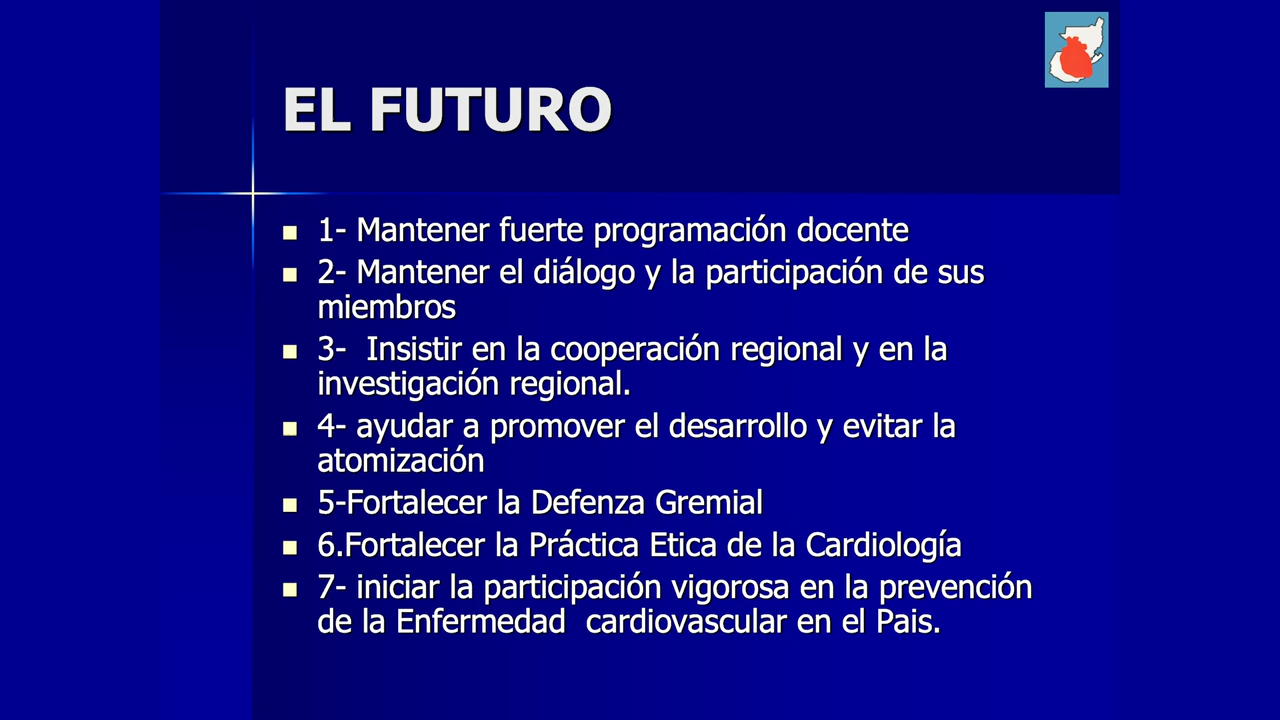 EL FUTURO
1- Mantener fuerte programación docente
2- Mantener el diálogo y la participación de sus
miembros
3-  Insistir en la cooperación regional y en la
investigación regional.
4- ayudar a promover el desarrollo y evitar la
atomización
5-Fortalecer la Defenza Gremial
6.Fortalecer la Práctica Etica de la Cardiología
7- iniciar la participación vigorosa en la prevención
de la Enfermedad  cardiovascular en el Pais.